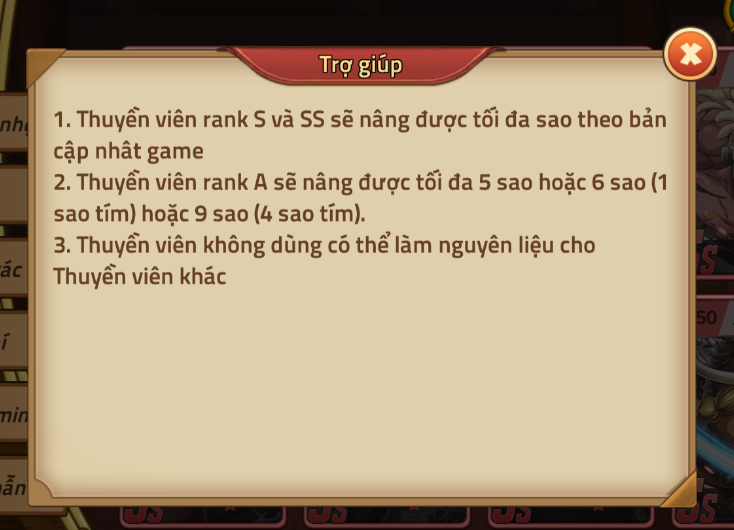 Trợ giúp
1. Thuyền viên rank S và SS sẽ nâng được tối đa sao theo bản
cập nhât game
2. Thuyền viên rank A sẽ nâng được tối đa 5 sao hoặc 6 sao (1
sao tím) hoặc 9 sao (4 sao tím).
3. Thuyền viên không dùng có thể làm nguyên liệu cho
Thuyền viên khác
50